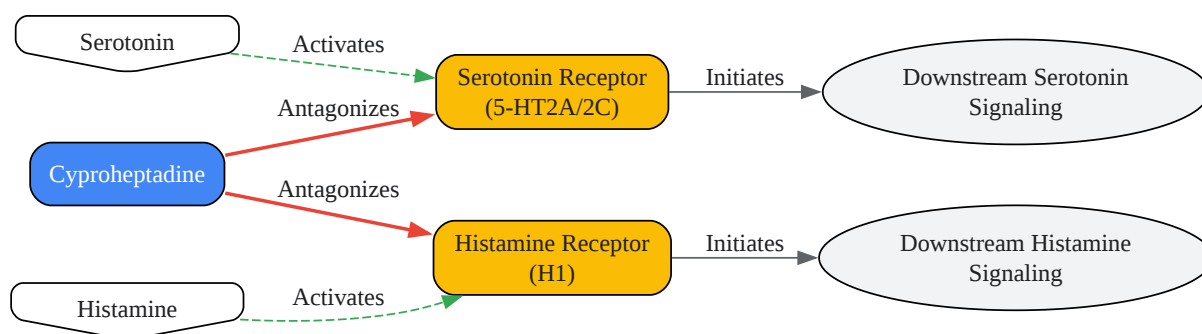 Serotonin
Activates
Serotonin Receptor
(5-HT2A/2C)
Initiates
Downstream Serotonin
Signaling
Antagonizes
Cyproheptadine
Antagonizes
Histamine Receptor
(H1)
Initiates
Downstream Histamine
Signaling
Activates
Histamine